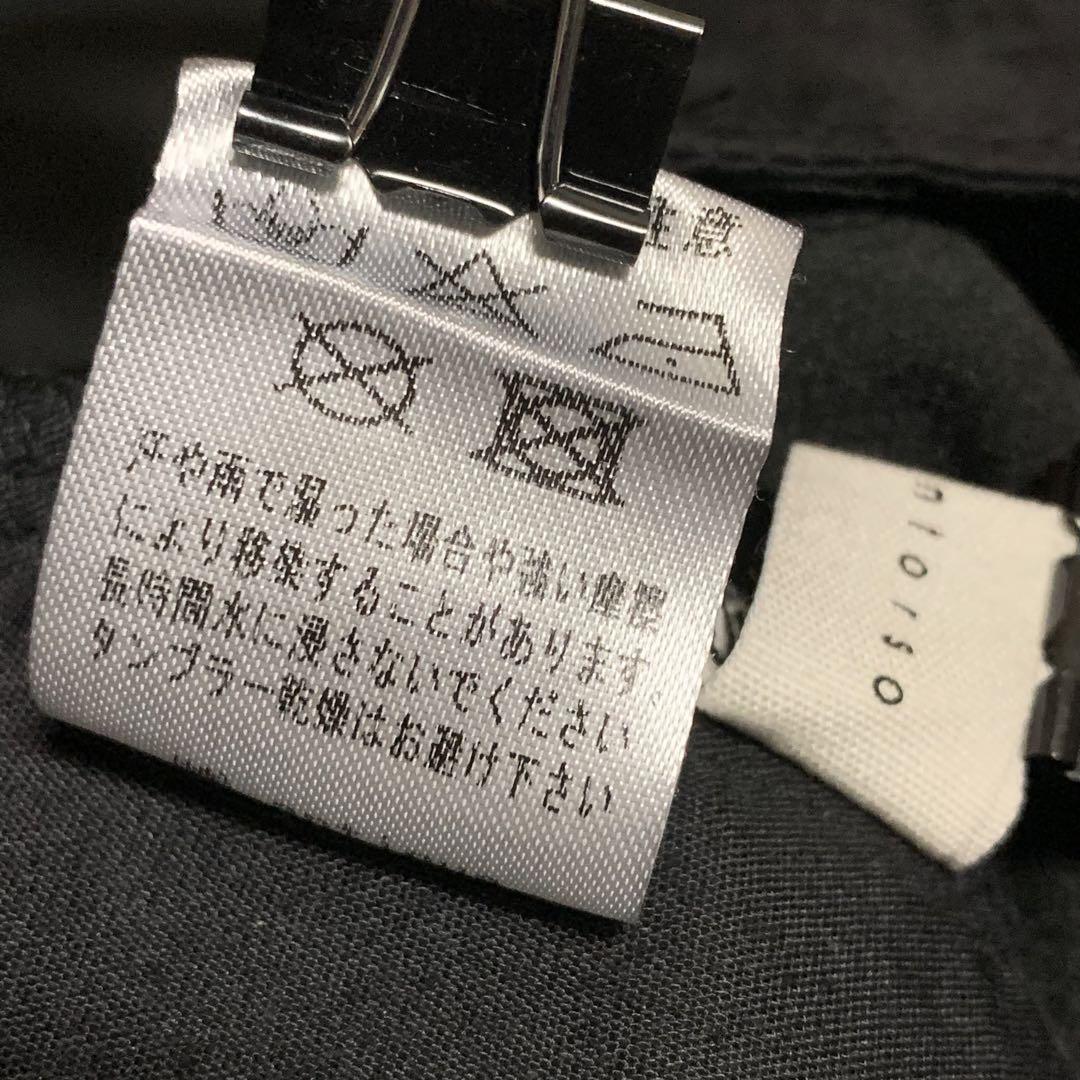 注意
汗や雨で湿った場合や強い摩擦
により移染することがあります。
長時間水に浸さないでください
タンブラー乾燥はお避け下さい
nlorso